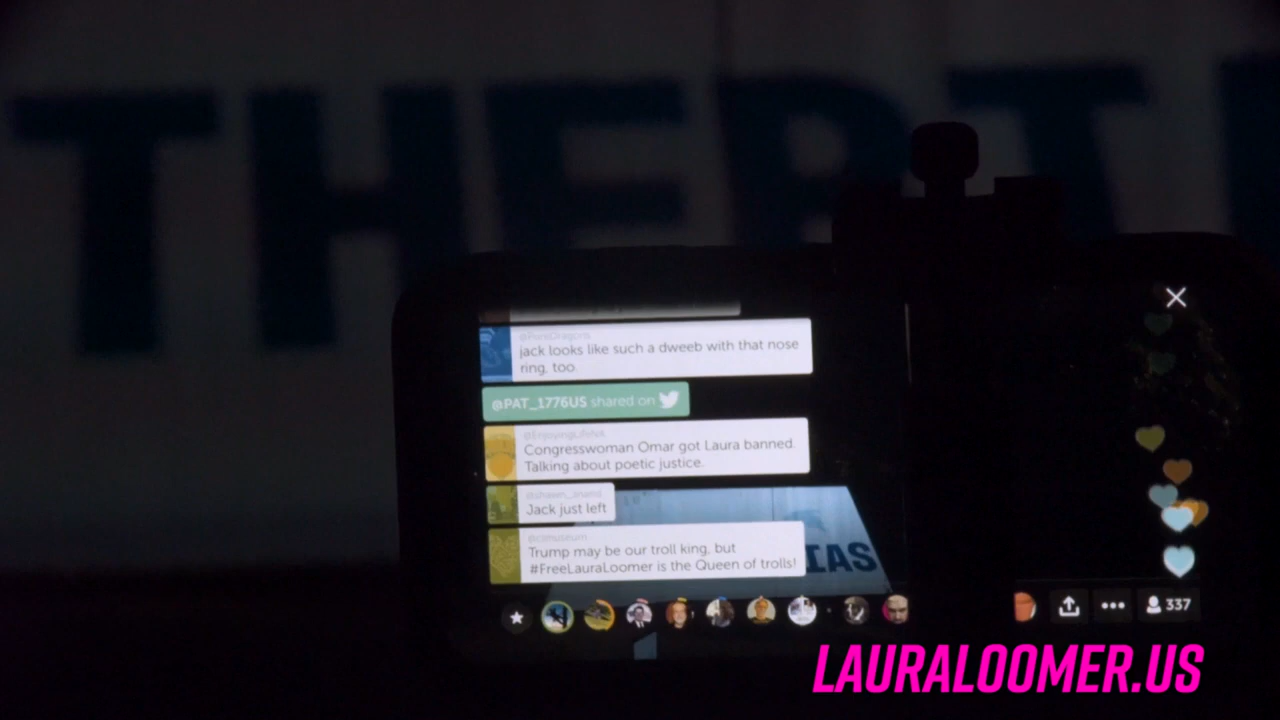 THE
jack looks like such a dweeb with that nose
ring, too.
@PAT_1776US shared on
Congresswoman Omar got Laura banned.
Talking about poetic justice.
Jack just left
Trump may be our troll king, but
#FreeLauraLoomer is the Queen of trolls!
IAS
337
LAURALOOMER.US